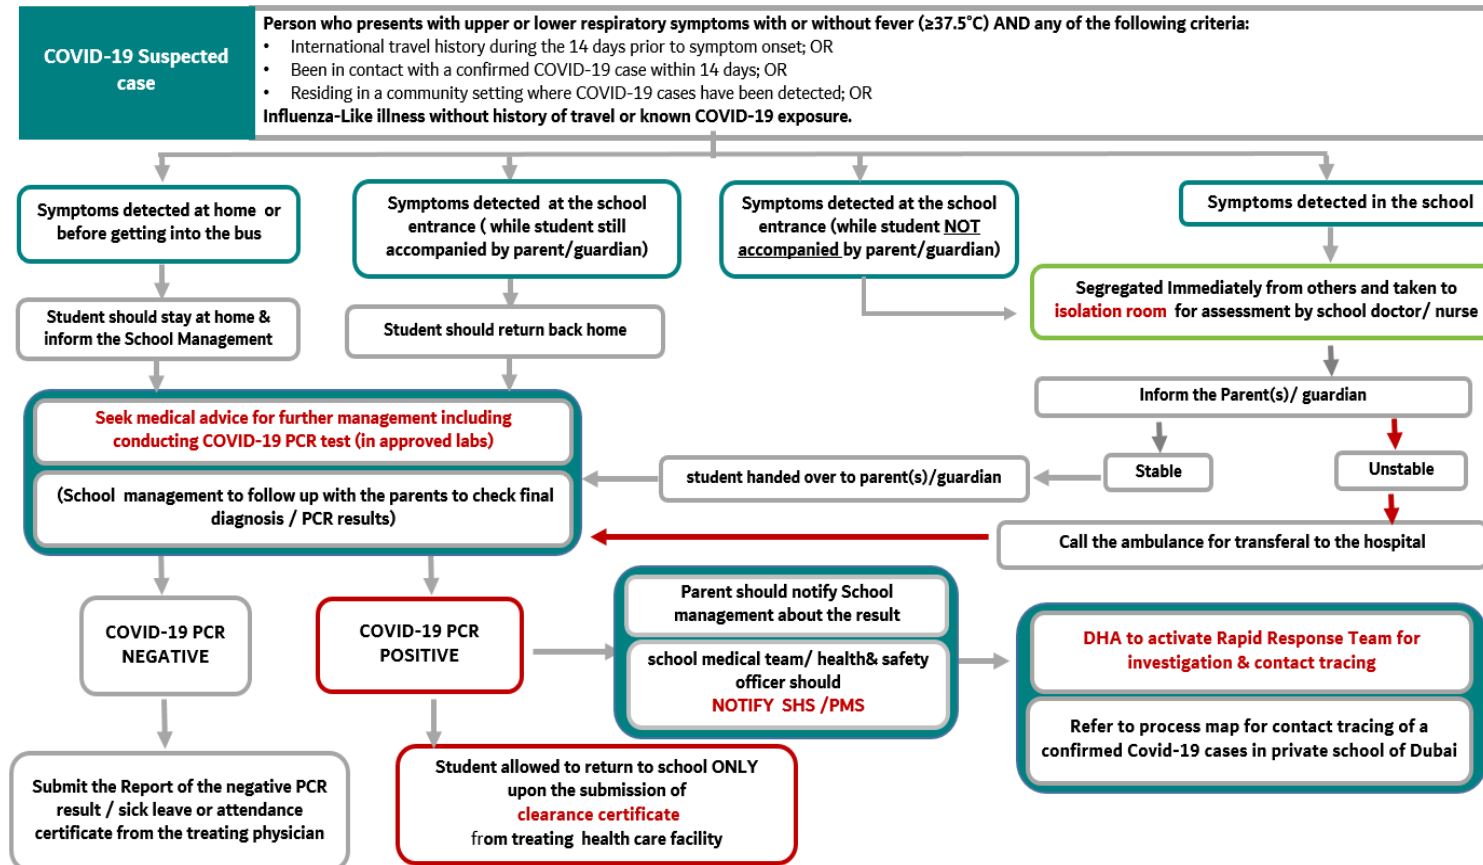 COVID-19 Suspected
case
Person who presents with upper or lower respiratory symptoms with or without fever (≥37.5°C) AND any of the following criteria:
• International travel history during the 14 days prior to symptom onset; OR
• Been in contact with a confirmed COVID-19 case within 14 days; OR
• Residing in a community setting where COVID-19 cases have been detected; OR
Influenza-Like illness without history of travel or known COVID-19 exposure.
Symptoms detected at home or
before getting into the bus
Symptoms detected at the school
entrance ( while student still
accompanied by parent/guardian)
Symptoms detected at the school
entrance (while student NOT
accompanied by parent/guardian)
Symptoms detected in the school
Student should stay at home &
inform the School Management
Student should return back home
Segregated Immediately from others and taken to
isolation room for assessment by school doctor/ nurse
Inform the Parent(s)/ guardian
Seek medical advice for further management including
conducting COVID-19 PCR test (in approved labs)
(School management to follow up with the parents to check final
diagnosis / PCR results)
student handed over to parent(s)/guardian
Stable
Unstable
Call the ambulance for transferal to the hospital
COVID-19 PCR
NEGATIVE
COVID-19 PCR
POSITIVE
Parent should notify School
management about the result
school medical team/ health& safety
officer should
NOTIFY SHS /PMS
DHA to activate Rapid Response Team for
investigation & contact tracing
Refer to process map for contact tracing of a
confirmed Covid-19 cases in private school of Dubai
Submit the Report of the negative PCR
result / sick leave or attendance
certificate from the treating physician
Student allowed to return to school ONLY
upon the submission of
clearance certificate
from treating health care facility